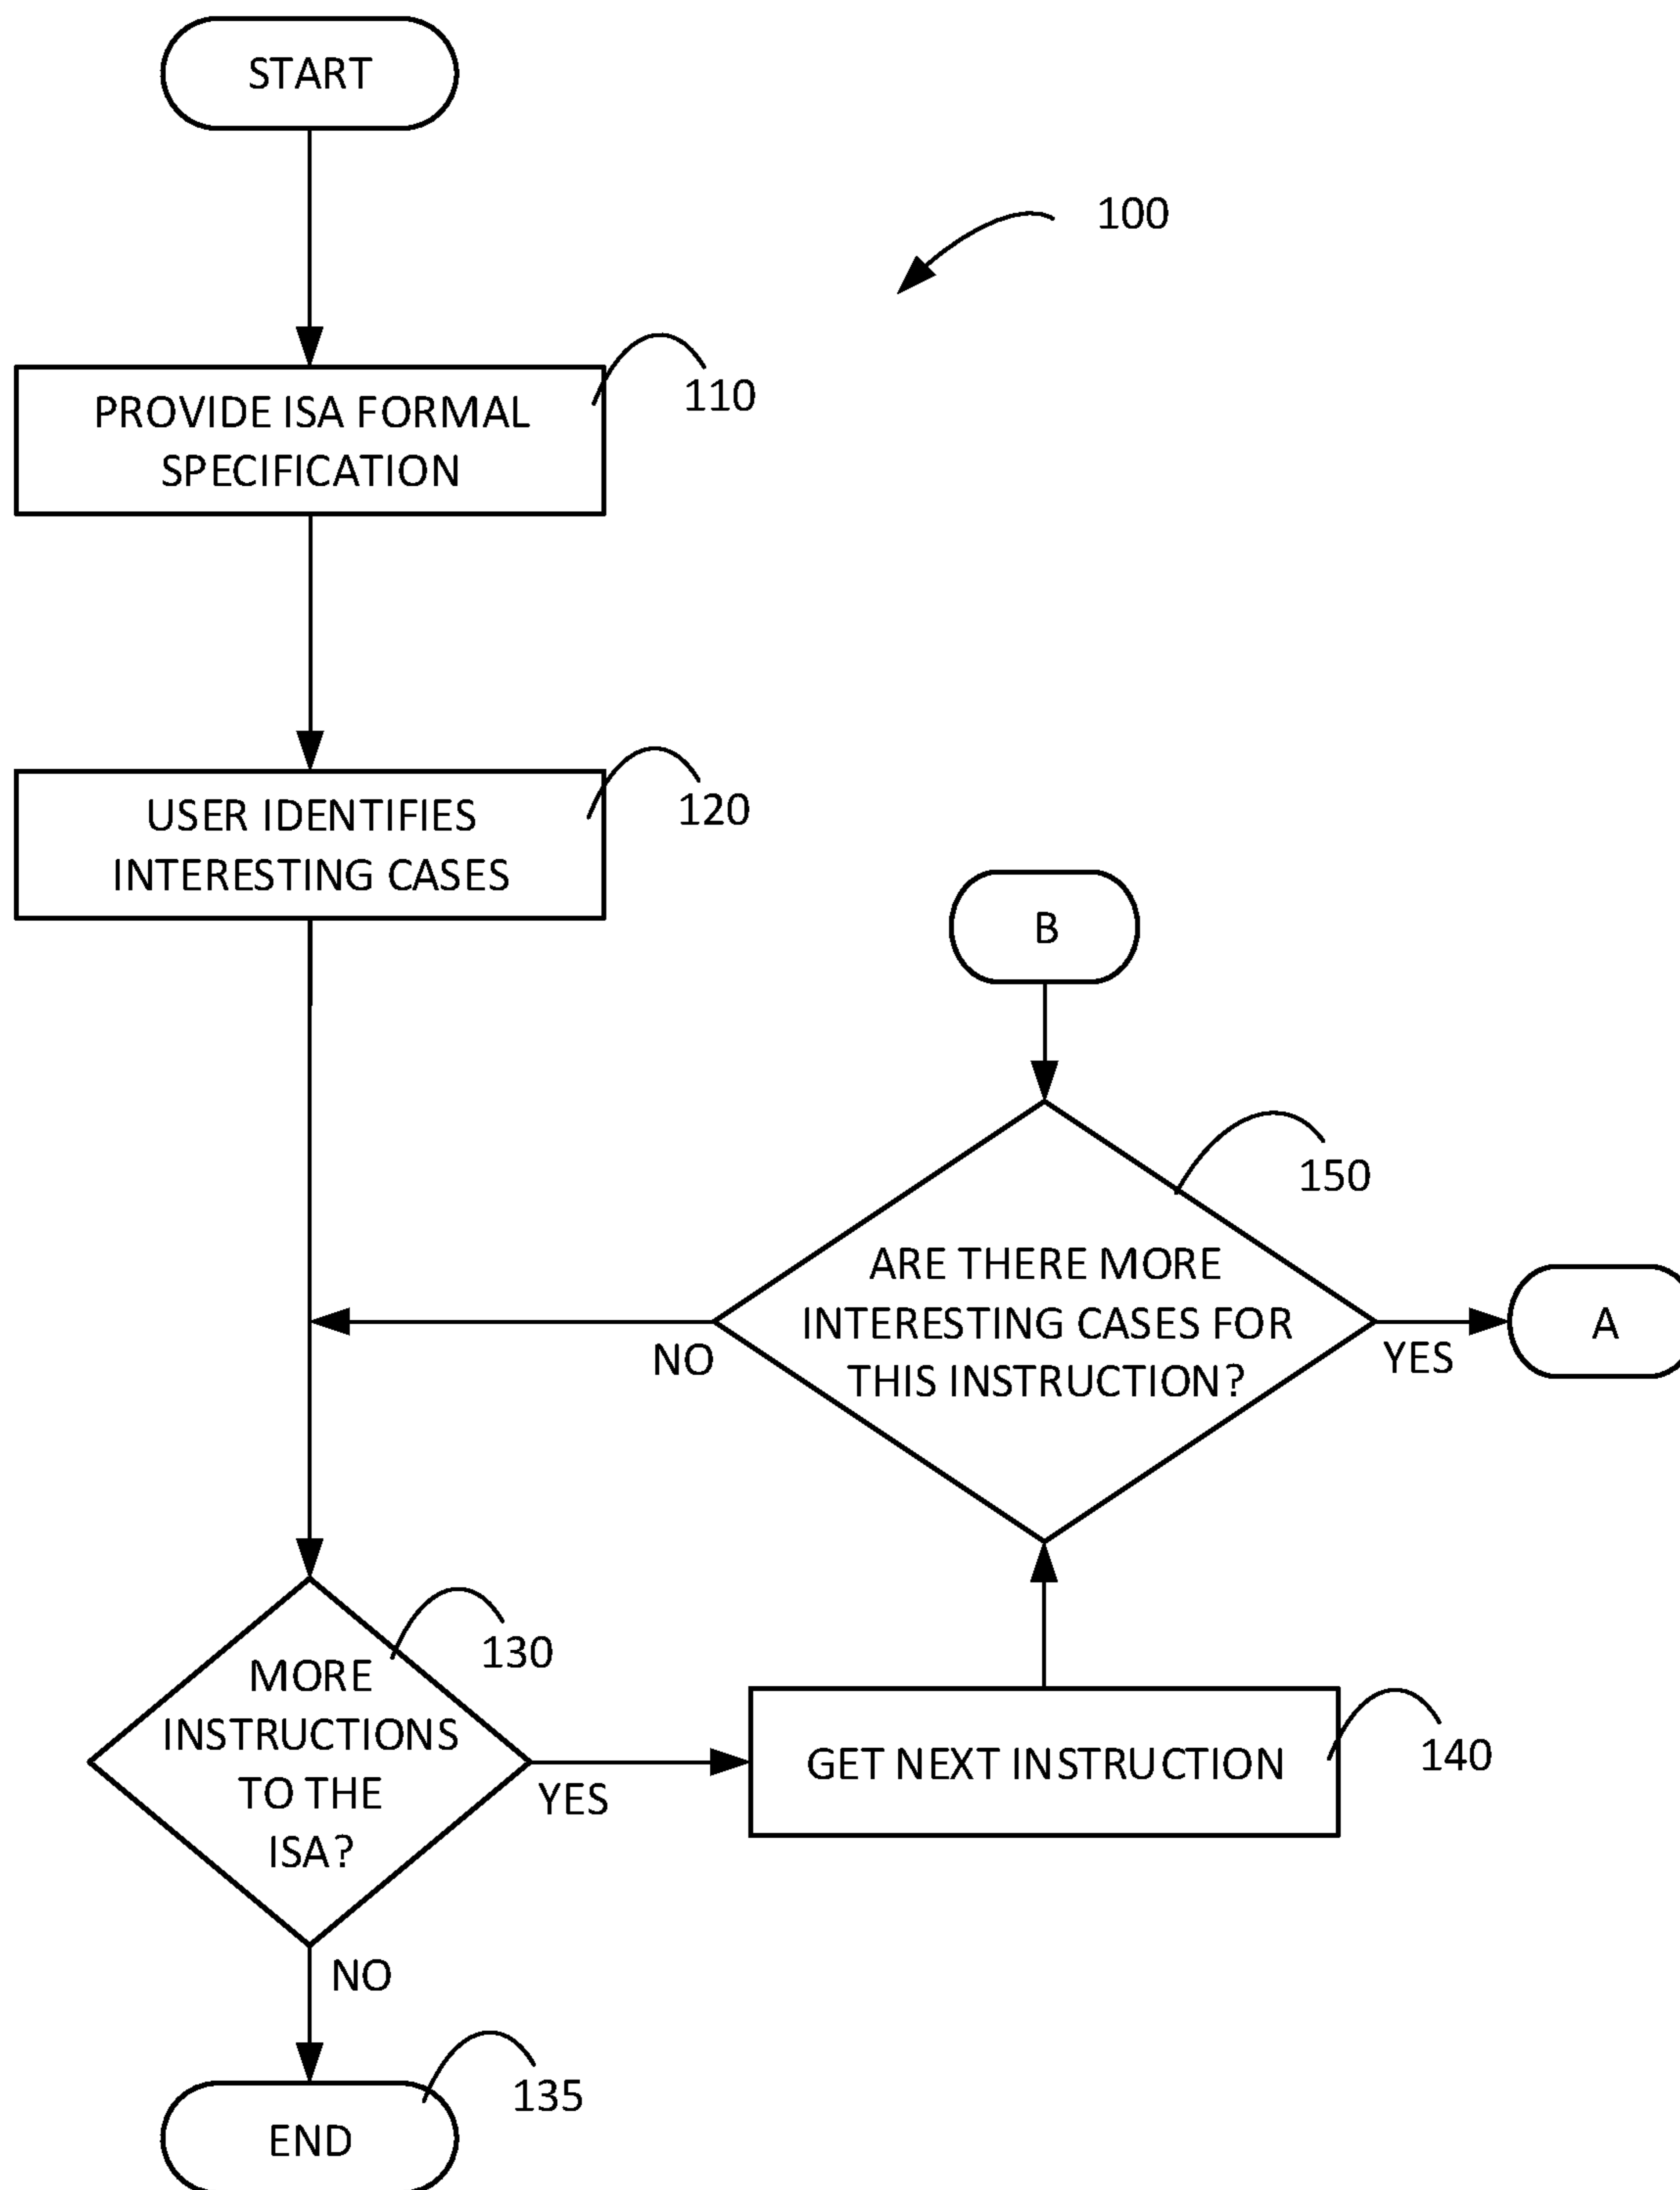 START
100
110
PROVIDE ISA FORMAL
SPECIFICATION
120
USER IDENTIFIES
INTERESTING CASES
B
150
ARE THERE MORE
INTERESTING CASES FOR
THIS INSTRUCTION?
NO
YES
A
130
MORE
INSTRUCTIONS
TO THE
ISA?
YES
GET NEXT INSTRUCTION
140
NO
135
END